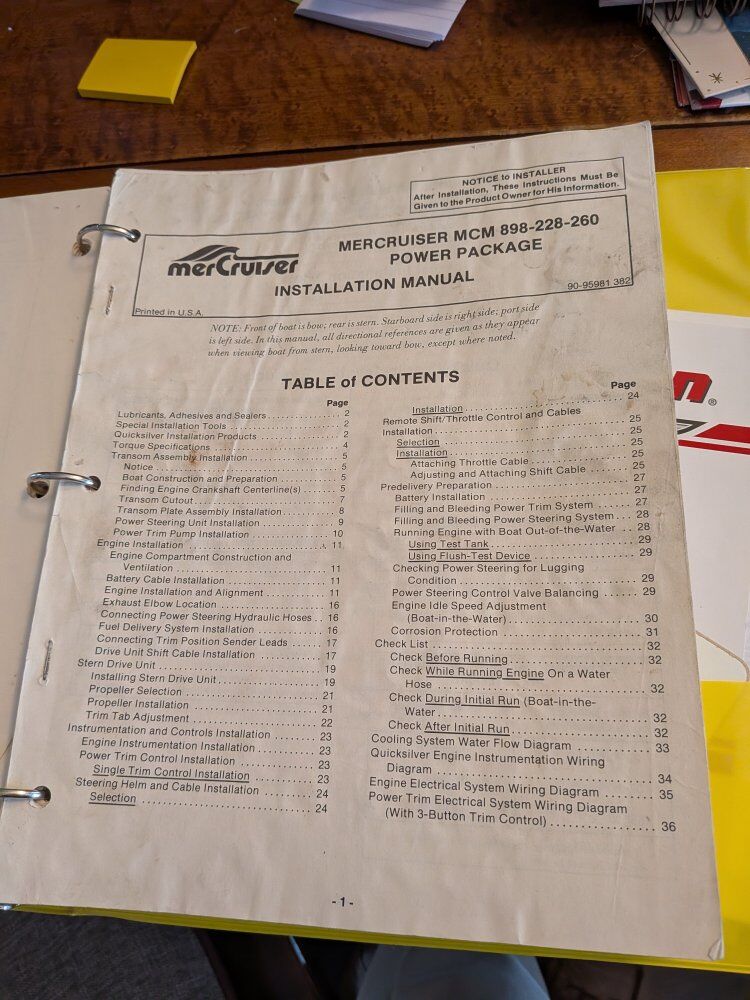 NOTICE to INSTALLER
After Installation, These Instructions Must Be
Given to the Product Owner for His Information.
merCruiser
MERCRUISER MCM 898-228-260
POWER PACKAGE
INSTALLATION MANUAL
Printed in U.S.A.
90-95981 382
NOTE: Front of boat is bow; rear is stern. Starboard side is right side; port side
is left side. In this manual, all directional references are given as they appear
when viewing boat from stern, looking toward bow, except where noted.
TABLE of CONTENTS
Page
Lubricants, Adhesives and Sealers 2
Special Installation Tools 2
Quicksilver Installation Products 2
Torque Specifications 4
Transom Assembly Installation 5
Notice 5
Boat Construction and Preparation 5
Finding Engine Crankshaft Centerline(s) 5
Transom Cutout 7
Transom Plate Assembly Installation 8
Power Steering Unit Installation 9
Power Trim Pump Installation 10
Engine Installation 11
Engine Compartment Construction and
Ventilation 11
Battery Cable Installation 11
Engine Installation and Alignment 11
Exhaust Elbow Location 16
Connecting Power Steering Hydraulic Hoses 16
Fuel Delivery System Installation 16
Connecting Trim Position Sender Leads 17
Drive Unit Shift Cable Installation 17
Stern Drive Unit 19
Installing Stern Drive Unit 19
Propeller Selection 21
Propeller Installation 21
Trim Tab Adjustment 22
Instrumentation and Controls Installation 23
Engine Instrumentation Installation 23
Power Trim Control Installation 23
Single Trim Control Installation 23
Steering Helm and Cable Installation 24
Selection 24
Page
Installation 24
Remote Shift/Throttle Control and Cables
Installation 25
Selection 25
Installation 25
Attaching Throttle Cable 25
Adjusting and Attaching Shift Cable 25
Predelivery Preparation 27
Battery Installation 27
Filling and Bleeding Power Trim System 27
Filling and Bleeding Power Steering System 28
Running Engine with Boat Out-of-the-Water 28
Using Test Tank 29
Using Flush-Test Device 29
Checking Power Steering for Lugging
Condition 29
Power Steering Control Valve Balancing 29
Engine Idle Speed Adjustment
(Boat-in-the-Water) 30
Corrosion Protection 31
Check List 32
Check Before Running 32
Check While Running Engine On a Water
Hose 32
Check During Initial Run (Boat-in-the-
Water 32
Check After Initial Run 32
Cooling System Water Flow Diagram 33
Quicksilver Engine Instrumentation Wiring
Diagram 34
Engine Electrical System Wiring Diagram 35
Power Trim Electrical System Wiring Diagram
(With 3-Button Trim Control) 36
-1-